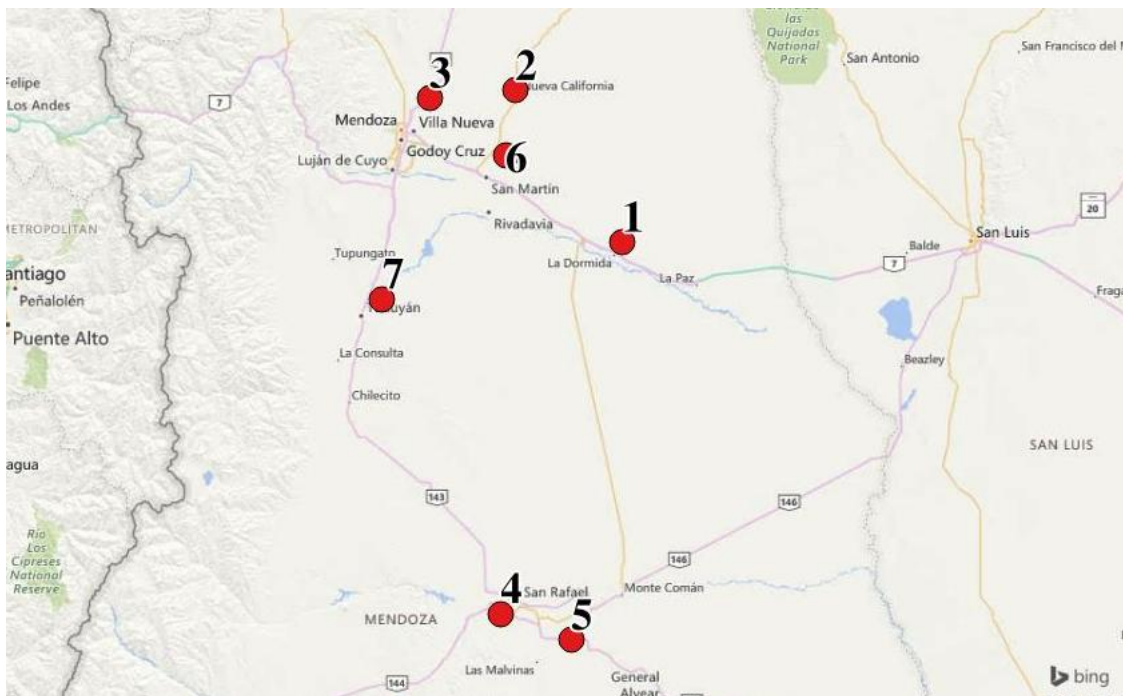 las
Quijadas
National
Park
San Antonio
San Francisco del
Felipe
Los Andes
7
3
2
Nueva California
Mendoza
Villa Nueva
Godoy Cruz
Luján de Cuyo
6
San Martín
Rivadavia
1
20
San Luis
METROPOLITAN
Tupungato
La Dormida
Balde
7
antiago
Peñalolén
7
La Paz
Fraga
Puente Alto
Tunuyán
La Consulta
Beazley
Chilecito
SAN LUIS
agua
143
146
Río
Los
Cipreses
National
Reserve
146
4
San Rafael
Monte Comán
MENDOZA
5
144
Las Malvinas
General
Alvear
bing